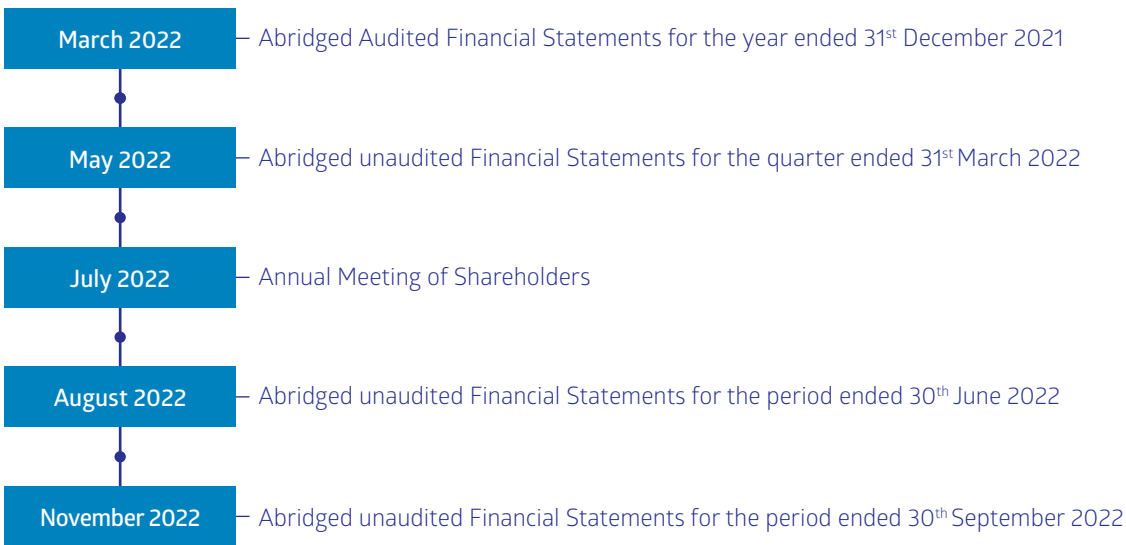 March 2022
Abridged Audited Financial Statements for the year ended 31st December 2021
May 2022
Abridged unaudited Financial Statements for the quarter ended 31st March 2022
July 2022
Annual Meeting of Shareholders
August 2022
Abridged unaudited Financial Statements for the period ended 30th June 2022
November 2022
Abridged unaudited Financial Statements for the period ended 30th September 2022